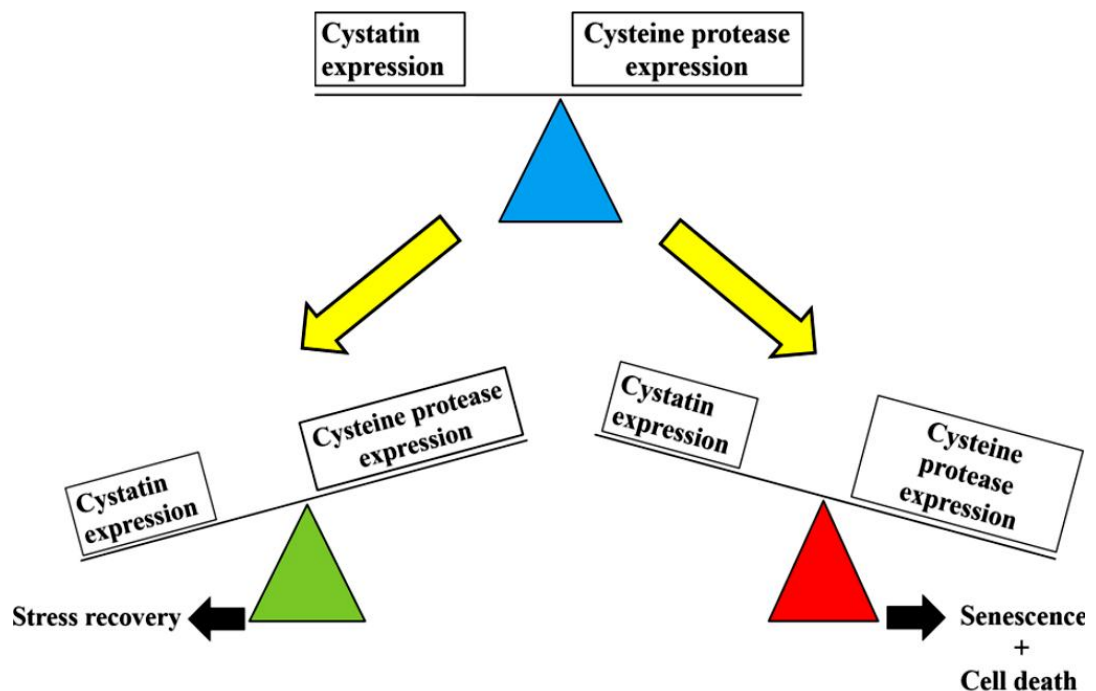 Cystatin
expression
Cysteine protease
expression
Cystatin
expression
Cysteine protease
expression
Stress recovery
Cystatin
expression
Cysteine
protease
expression
Senescence
+
Cell death